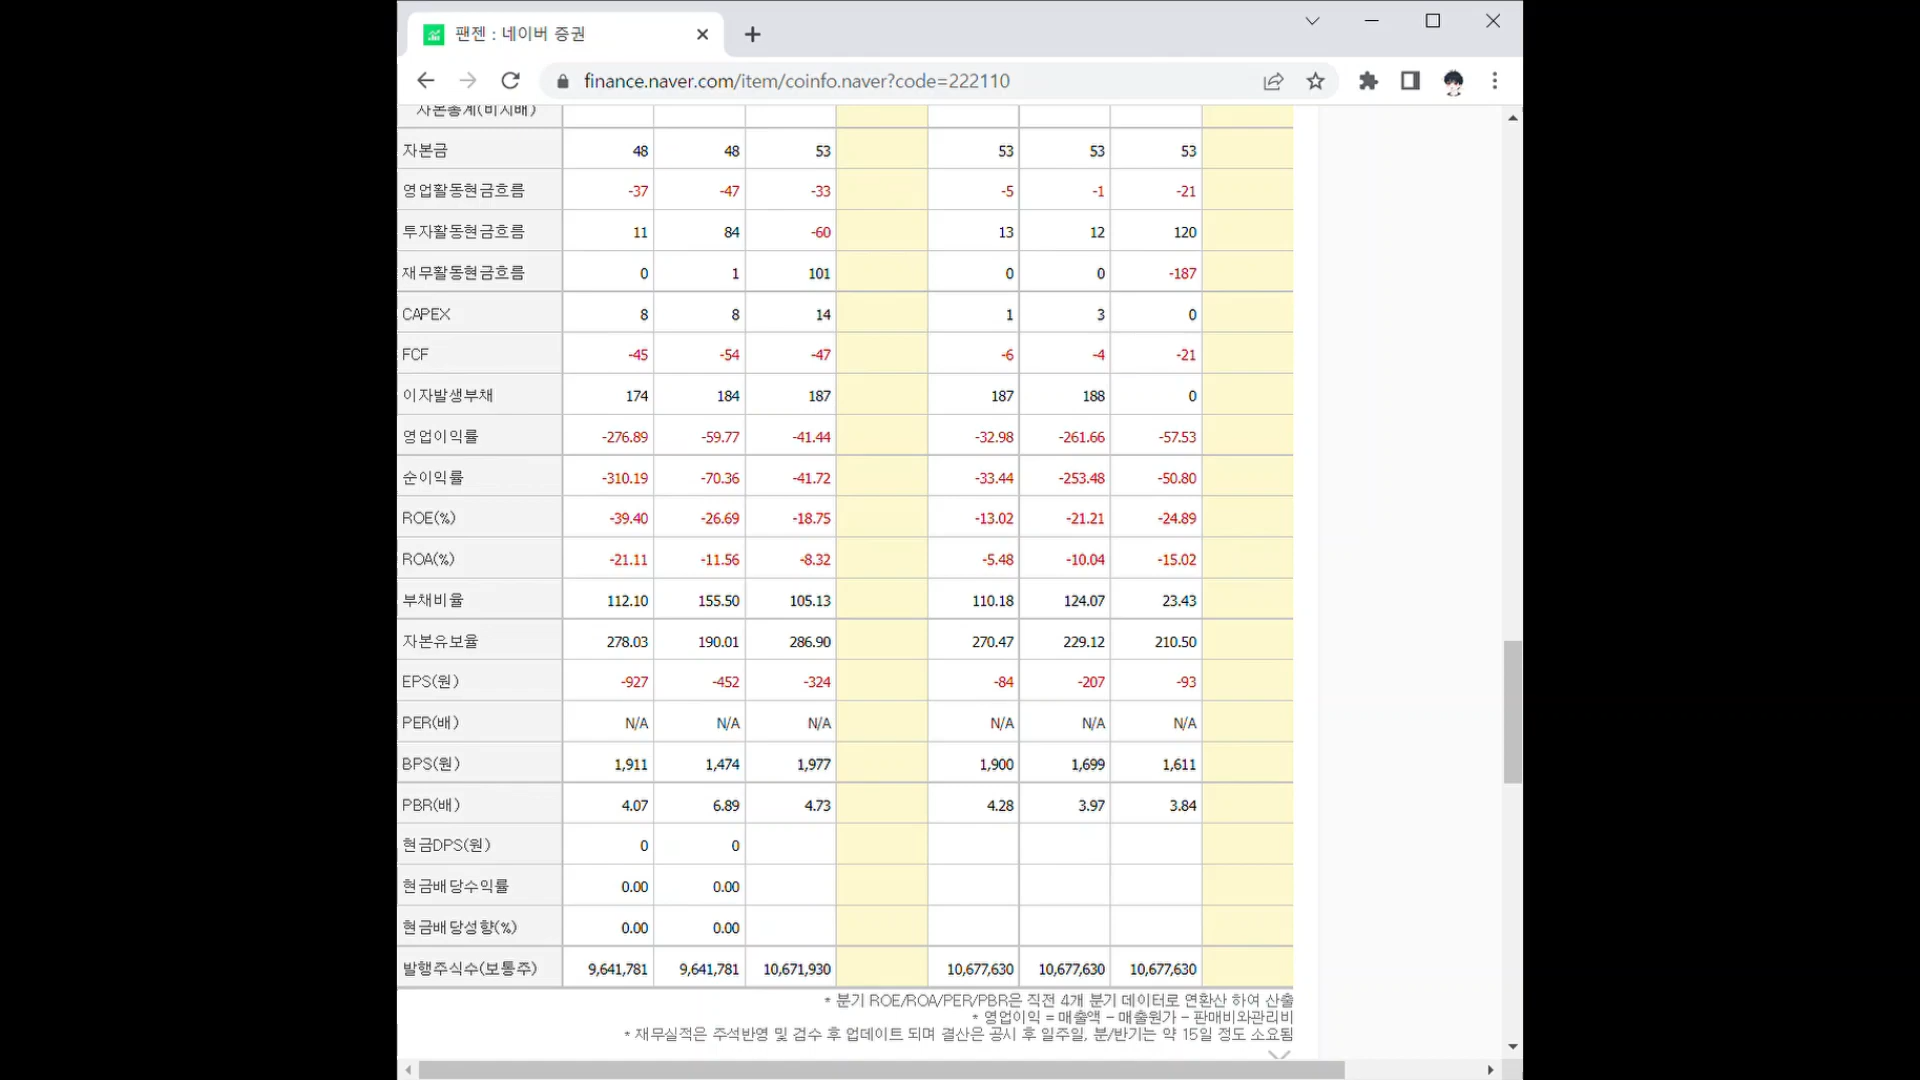 팬젠 : 네이버 증권
finance.naver.com/item/coinfo.naver?code=222110
자본총계(비지배)
자본금 48 48 53 53 53 53
영업활동현금흐름 -37 -47 -33 -5 -1 -21
투자활동현금흐름 11 84 -60 13 12 120
재무활동현금흐름 0 1 101 0 0 -187
CAPEX 8 8 14 1 3 0
FCF -45 -54 -47 -6 -4 -21
이자발생부채 174 184 187 187 188 0
영업이익률 -276.89 -59.77 -41.44 -32.98 -261.66 -57.53
순이익률 -310.19 -70.36 -41.72 -33.44 -253.48 -50.80
ROE(%) -39.40 -26.69 -18.75 -13.02 -21.21 -24.89
ROA(%) -21.11 -11.56 -8.32 -5.48 -10.04 -15.02
부채비율 112.10 155.50 105.13 110.18 124.07 23.43
자본유보율 278.03 190.01 286.90 270.47 229.12 210.50
EPS(원) -927 -452 -324 -84 -207 -93
PER(배) N/A N/A N/A N/A N/A N/A
BPS(원) 1,911 1,474 1,977 1,900 1,699 1,611
PBR(배) 4.07 6.89 4.73 4.28 3.97 3.84
현금DPS(원) 0 0
현금배당수익률 0.00 0.00
현금배당성향(%) 0.00 0.00
발행주식수(보통주) 9,641,781 9,641,781 10,671,930 10,677,630 10,677,630 10,677,630
* 분기 ROE/ROA/PER/PBR은 직전 4개 분기 데이터로 연환산 하여 산출
* 영업이익 = 매출액 - 매출원가 - 판매비와관리비
* 재무실적은 주석반영 및 검수 후 업데이트 되며 결산은 공시 후 일주일, 분/반기는 약 15일 정도 소요됨